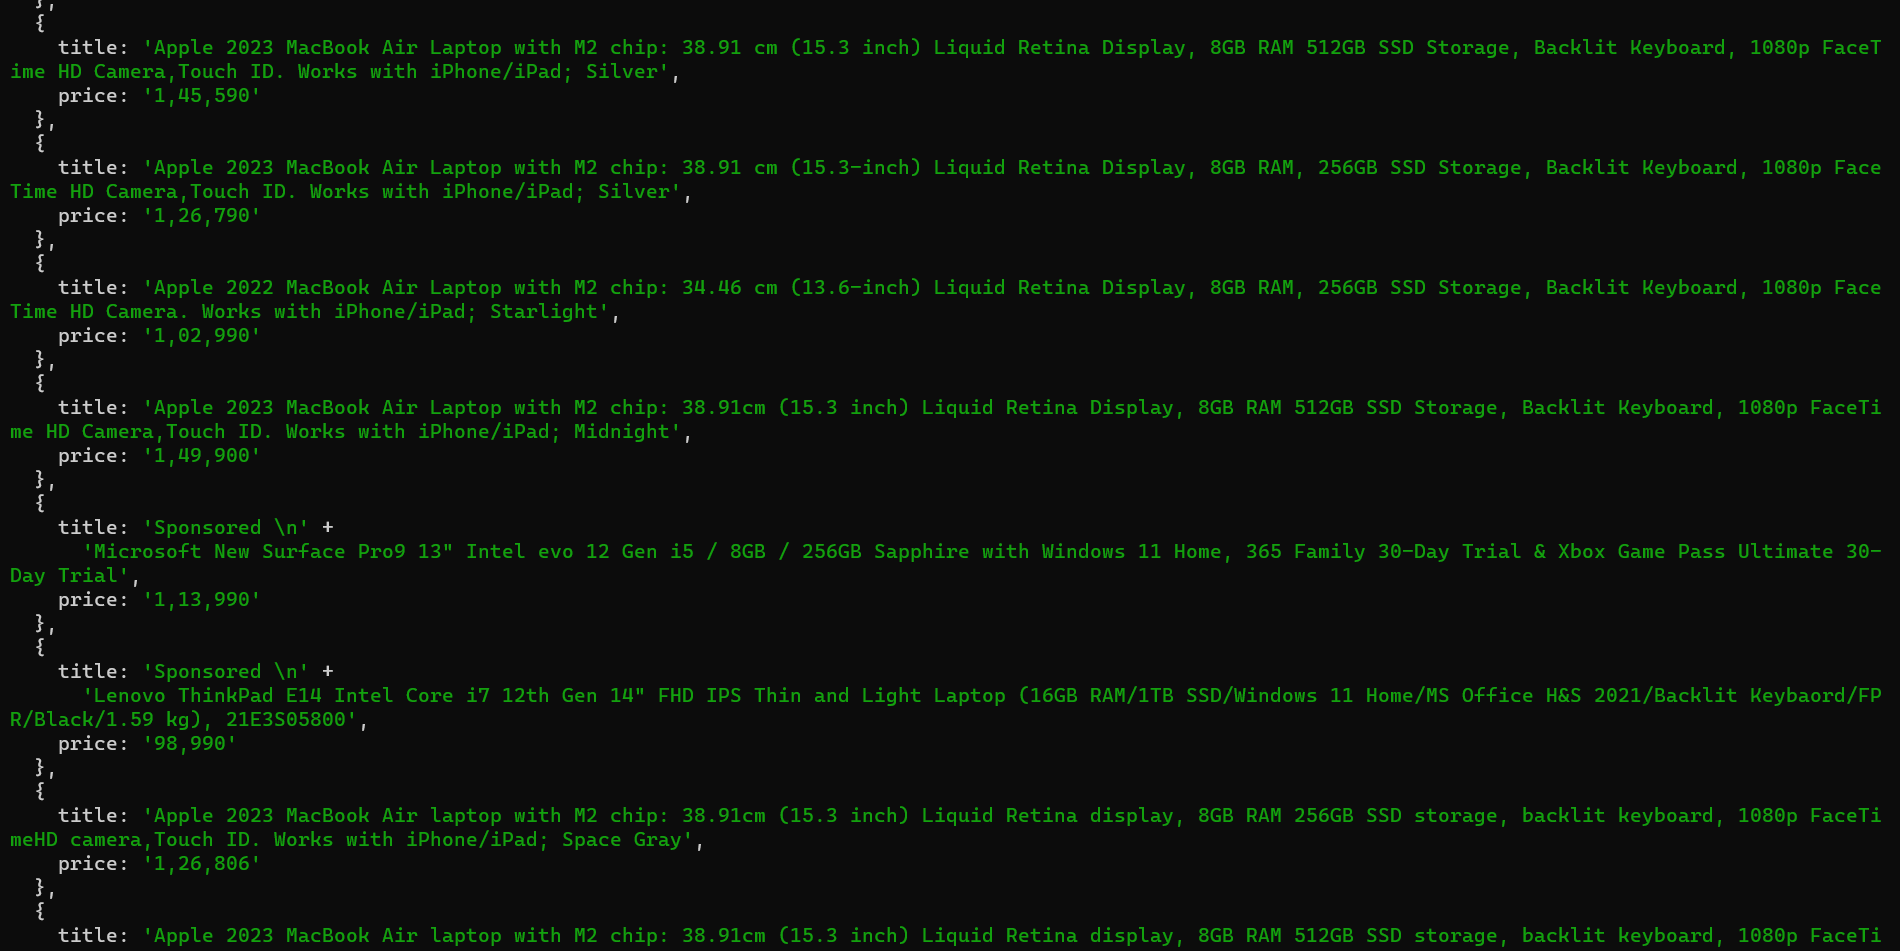 },
{
title: 'Apple 2023 MacBook Air Laptop with M2 chip: 38.91 cm (15.3 inch) Liquid Retina Display, 8GB RAM 512GB SSD Storage, Backlit Keyboard, 1080p FaceT
ime HD Camera,Touch ID. Works with iPhone/iPad; Silver',
price: '1,45,590'
},
{
title: 'Apple 2023 MacBook Air Laptop with M2 chip: 38.91 cm (15.3-inch) Liquid Retina Display, 8GB RAM, 256GB SSD Storage, Backlit Keyboard, 1080p Face
Time HD Camera,Touch ID. Works with iPhone/iPad; Silver',
price: '1,26,790'
},
{
title: 'Apple 2022 MacBook Air Laptop with M2 chip: 34.46 cm (13.6-inch) Liquid Retina Display, 8GB RAM, 256GB SSD Storage, Backlit Keyboard, 1080p Face
Time HD Camera. Works with iPhone/iPad; Starlight',
price: '1,02,990'
},
{
title: 'Apple 2023 MacBook Air Laptop with M2 chip: 38.91cm (15.3 inch) Liquid Retina Display, 8GB RAM 512GB SSD Storage, Backlit Keyboard, 1080p FaceTi
me HD Camera,Touch ID. Works with iPhone/iPad; Midnight',
price: '1,49,900'
},
{
title: 'Sponsored \n' +
'Microsoft New Surface Pro9 13" Intel evo 12 Gen i5 / 8GB / 256GB Sapphire with Windows 11 Home, 365 Family 30-Day Trial & Xbox Game Pass Ultimate 30-
Day Trial',
price: '1,13,990'
},
{
title: 'Sponsored \n' +
'Lenovo ThinkPad E14 Intel Core i7 12th Gen 14" FHD IPS Thin and Light Laptop (16GB RAM/1TB SSD/Windows 11 Home/MS Office H&S 2021/Backlit Keybaord/FP
R/Black/1.59 kg), 21E3S05800',
price: '98,990'
},
{
title: 'Apple 2023 MacBook Air laptop with M2 chip: 38.91cm (15.3 inch) Liquid Retina display, 8GB RAM 256GB SSD storage, backlit keyboard, 1080p FaceTi
meHD camera,Touch ID. Works with iPhone/iPad; Space Gray',
price: '1,26,806'
},
{
title: 'Apple 2023 MacBook Air laptop with M2 chip: 38.91cm (15.3 inch) Liquid Retina display, 8GB RAM 512GB SSD storage, backlit keyboard, 1080p FaceTi